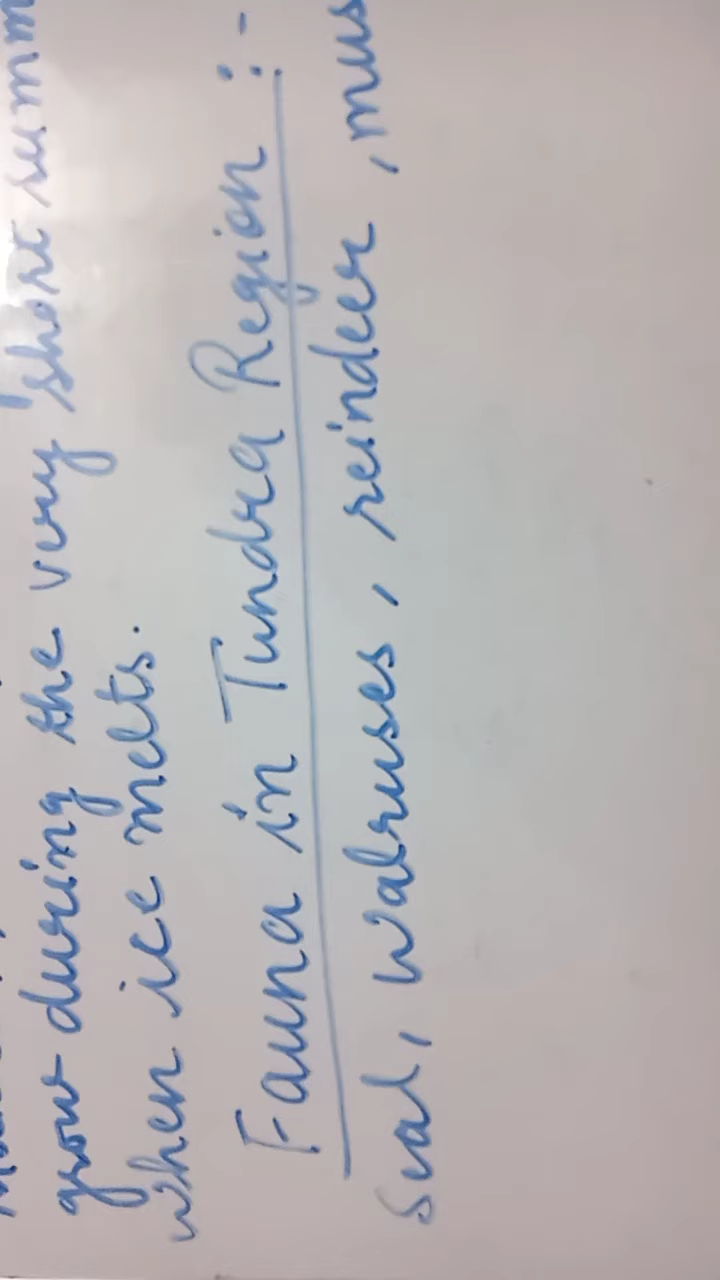 grow during the very short summ
when ice melts.
Fauna in Tundra Region :-
Seal, walruses, reindeer, mus